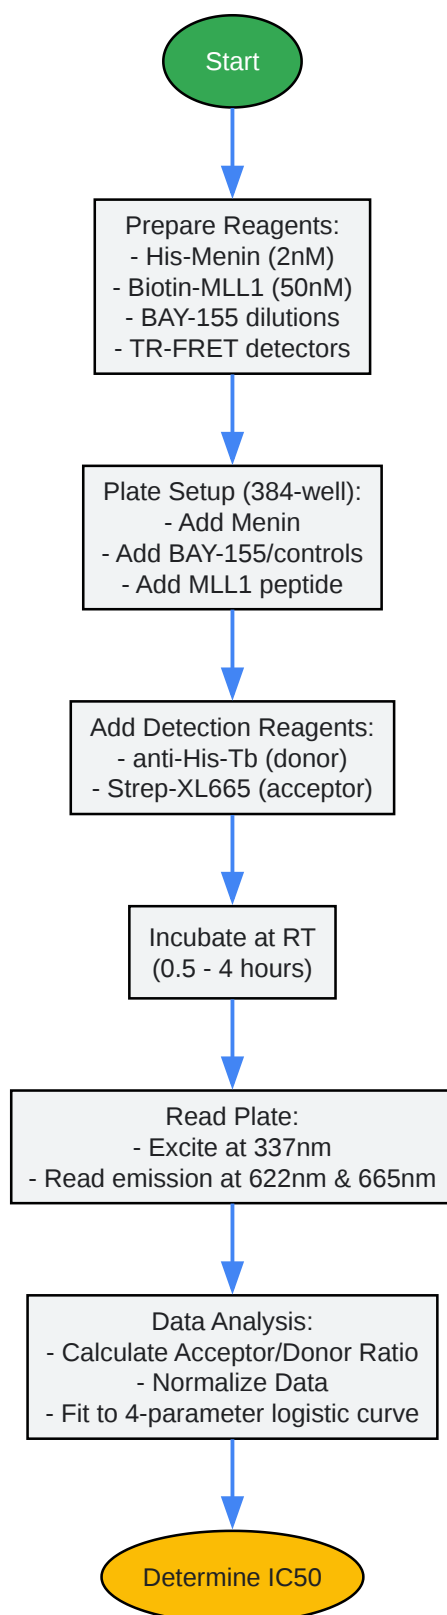 Start
Prepare Reagents:
- His-Menin (2nM)
- Biotin-MLL1 (50nM)
- BAY-155 dilutions
- TR-FRET detectors
Plate Setup (384-well):
- Add Menin
- Add BAY-155/controls
- Add MLL1 peptide
Add Detection Reagents:
- anti-His-Tb (donor)
- Strep-XL665 (acceptor)
Incubate at RT
(0.5 - 4 hours)
Read Plate:
- Excite at 337nm
- Read emission at 622nm & 665nm
Data Analysis:
- Calculate Acceptor/Donor Ratio
- Normalize Data
- Fit to 4-parameter logistic curve
Determine IC50